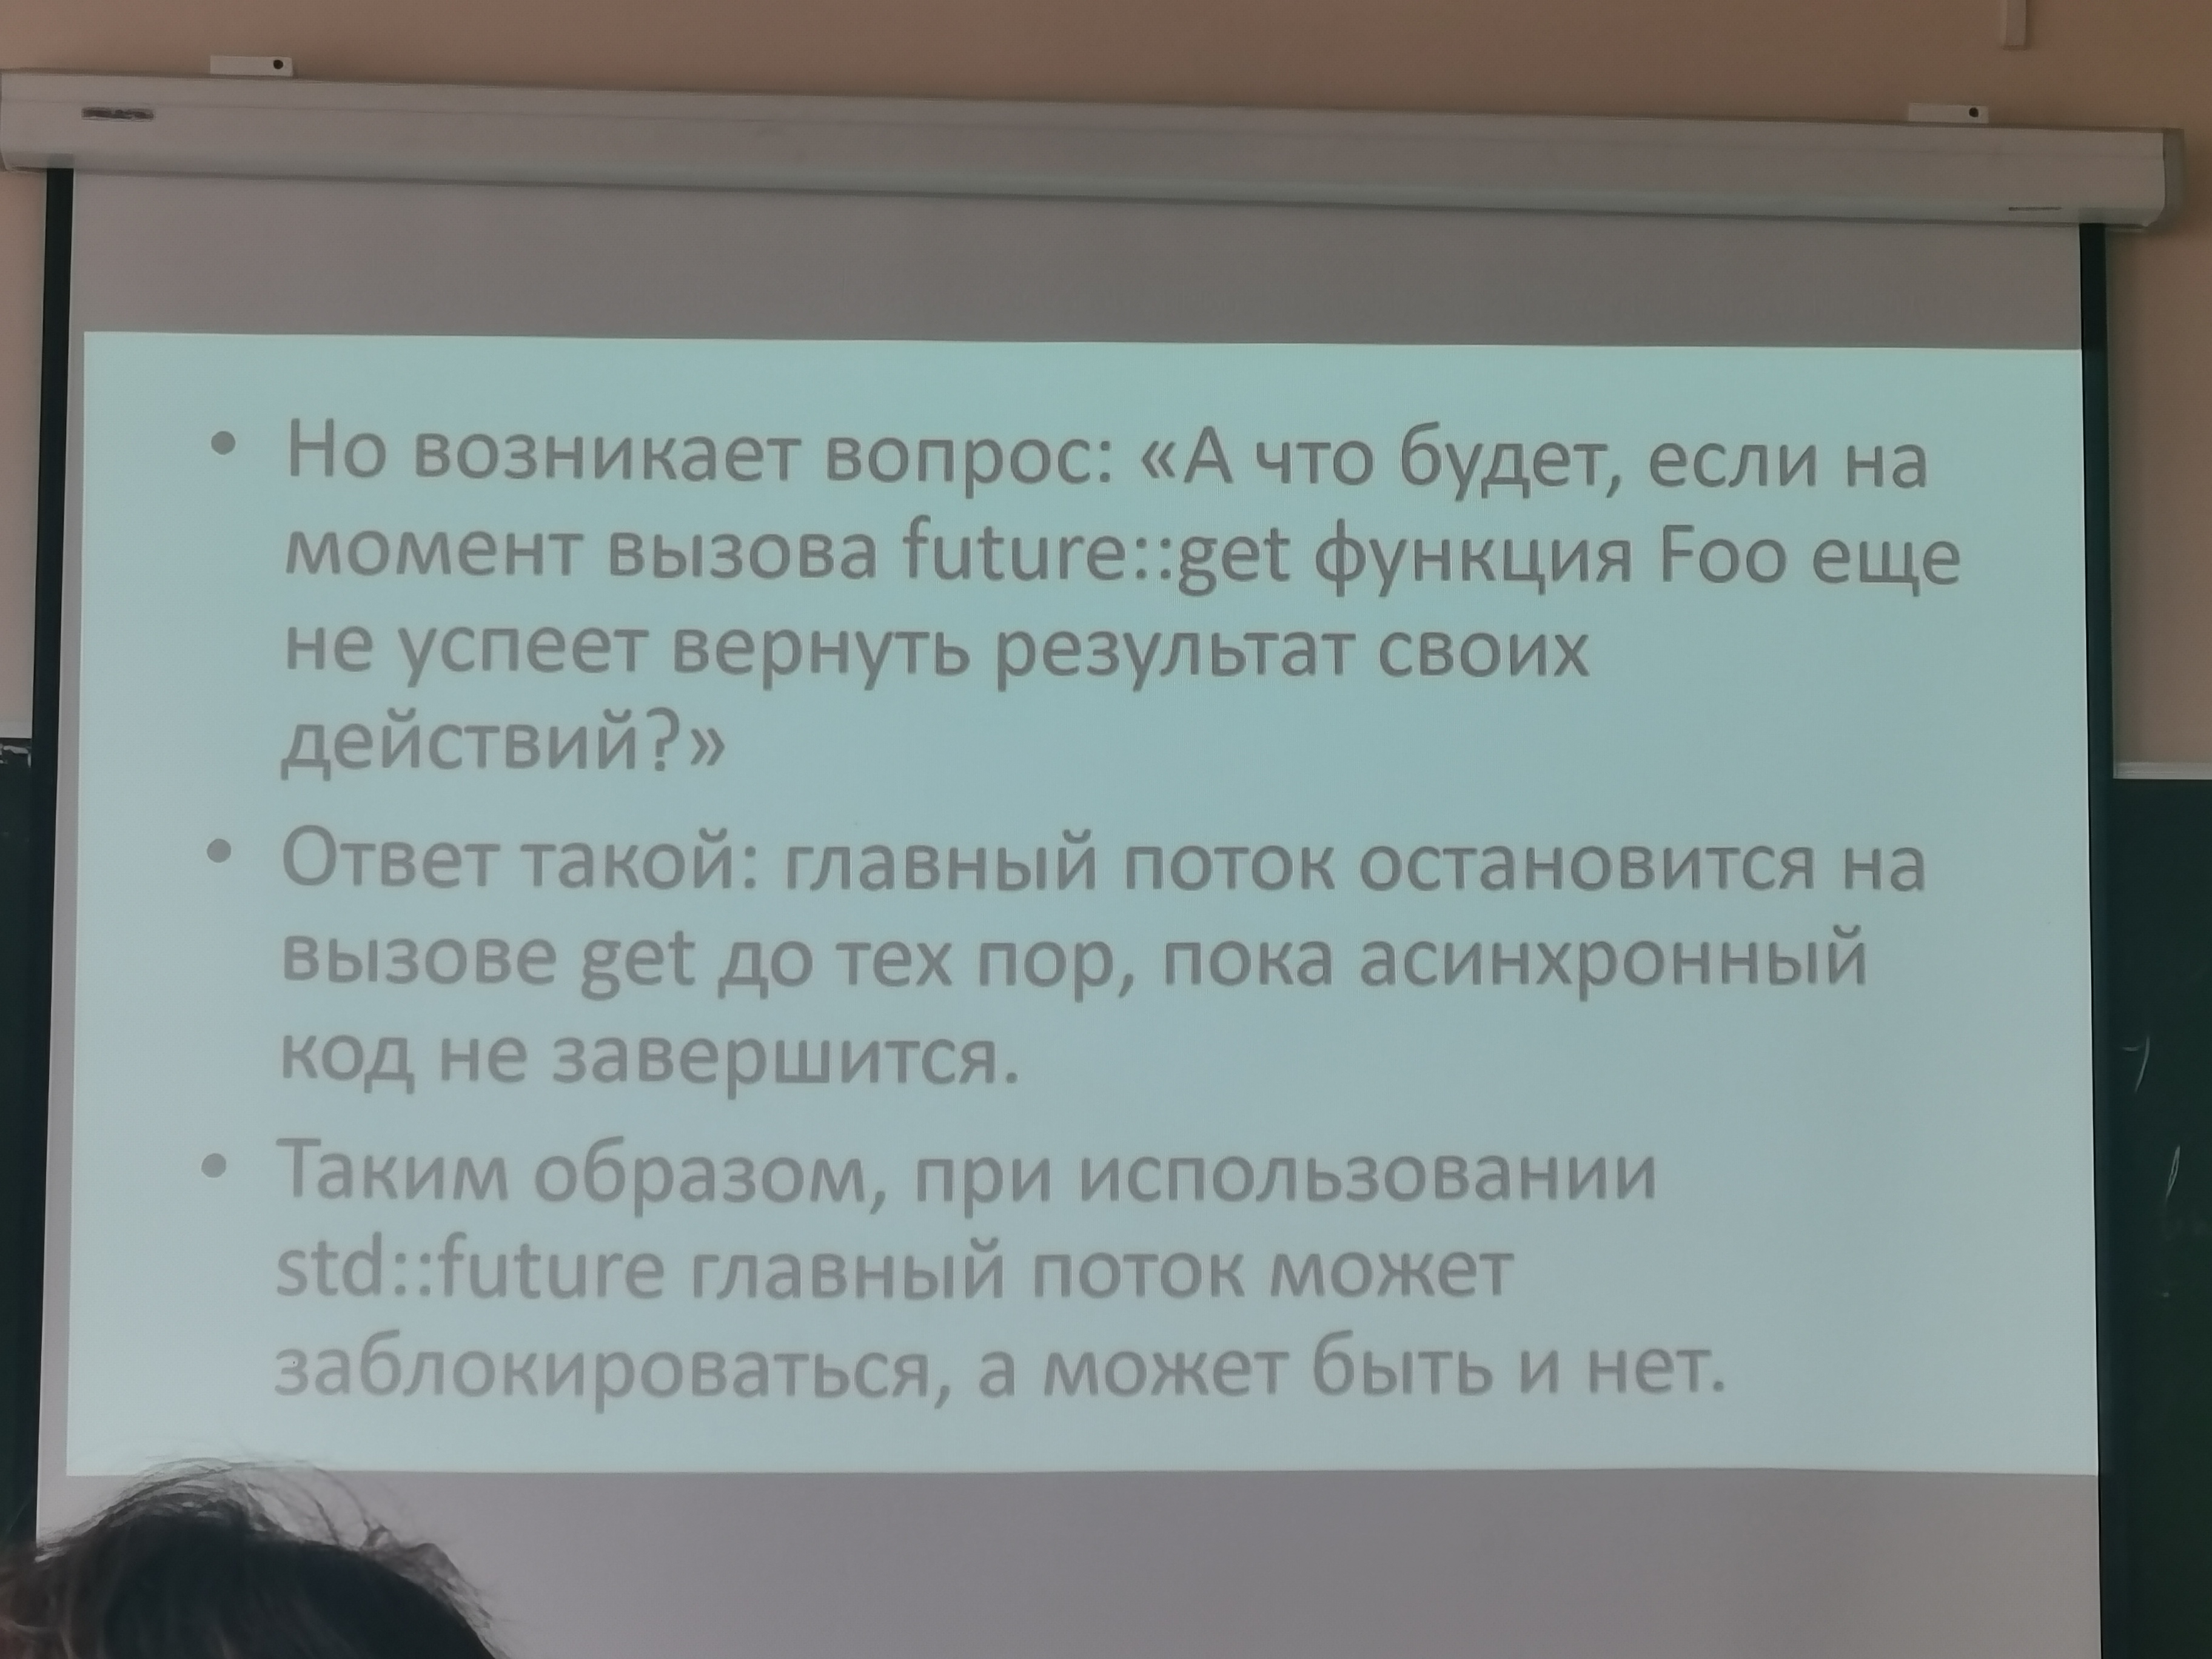 • Но возникает вопрос: «А что будет, если на
момент вызова future::get функция Foo еще
не успеет вернуть результат своих
действий?»
• Ответ такой: главный поток остановится на
вызове get до тех пор, пока асинхронный
код не завершится.
• Таким образом, при использовании
std::future главный поток может
заблокироваться, а может быть и нет.